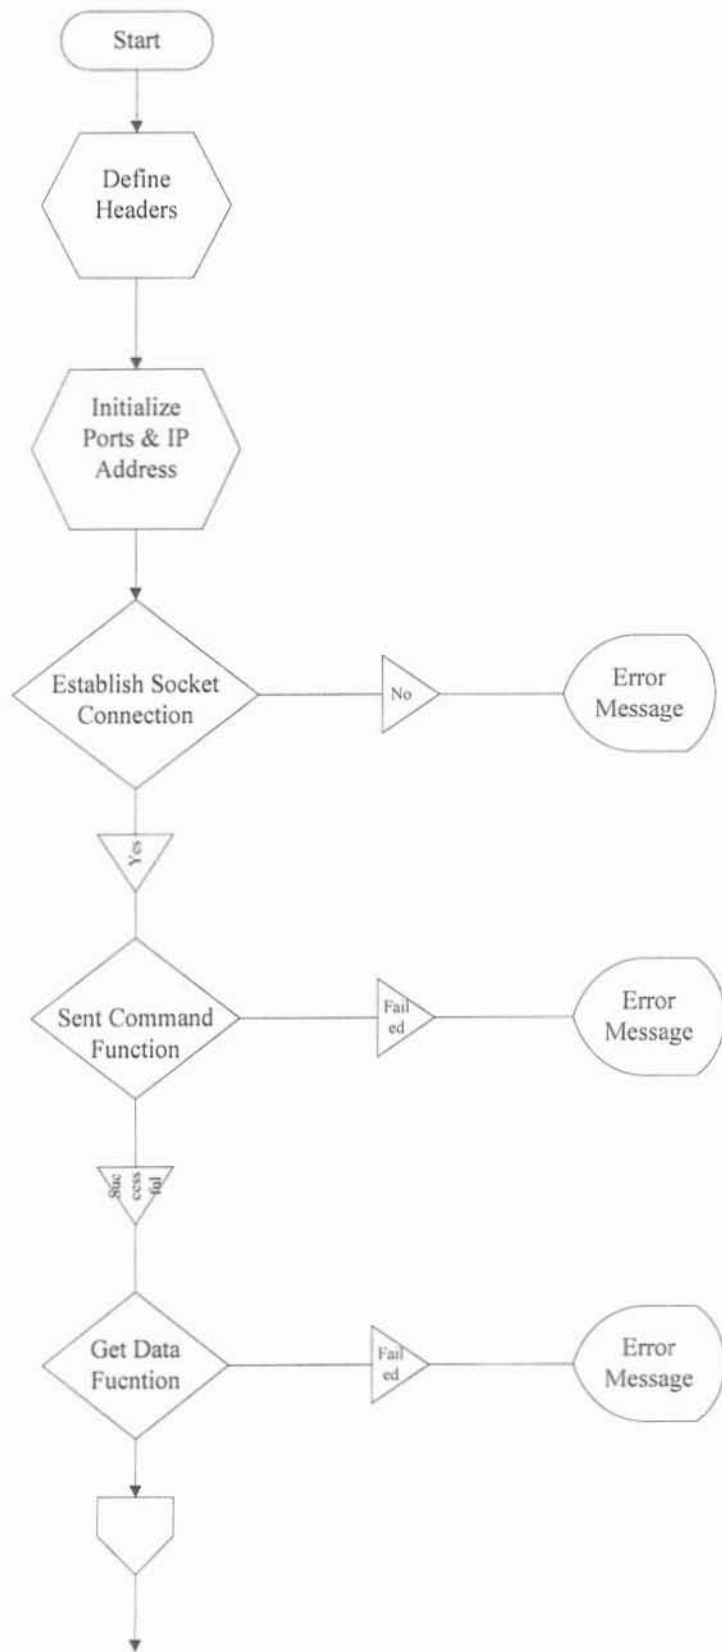 Start
Define
Headers
Initialize
Ports & IP
Address
Establish Socket
Connection
No
Error
Message
Yes
Sent Command
Function
Fail
ed
Error
Message
Suc
cess
ful
Get Data
Fucntion
Fail
ed
Error
Message